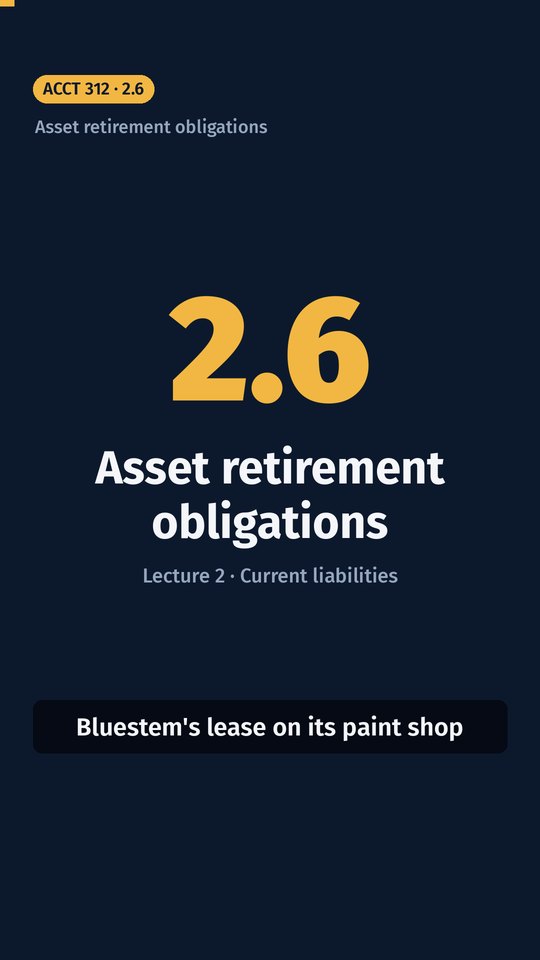 ACCT 312 · 2.6
Asset retirement obligations
2.6
Asset retirement
obligations
Lecture 2 · Current liabilities
Bluestem's lease on its paint shop